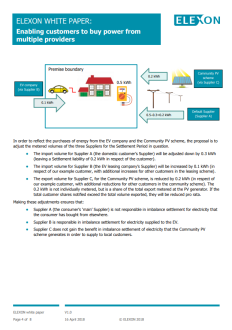 ELEXON WHITE PAPER:
ELEXON
Enabling customers to buy power from
multiple providers
Premise boundary
EV company
(ex Supplier B)
0.1 kWh
0.5 kWh
0.2 kWh
Community PV
scheme
(ex Supplier C)
Default Supplier
(Supplier A)
In order to reflect the purchases of energy from the EV company and the Community PV scheme, the proposal is to
adjust the metered volumes of the three Suppliers for the Settlement Period in question.
• The import volume for Supplier A (the domestic customer's Supplier) will be adjusted down by 0.3 kWh
(leaving a Settlement liability of 0.2 kWh in respect of the customer).
• The import volume for Supplier B (the EV leasing company's Supplier) will be increased by 0.1 kWh (in
respect of our example customer, with additional increases for other customers in the leasing scheme).
• The export volume for Supplier C, for the Community PV scheme, is reduced by 0.2 kWh (in respect of
our example customer, with additional reductions for other customers in the community scheme). The
0.2 kWh is not individually metered, but is a share of the total export metered at the PV generator. If the
total customer shares notified exceed the total volume exported, they will be reduced pro rata.
Making these adjustments ensures that:
• Supplier A (the consumer's 'main' Supplier) is not responsible in imbalance settlement for electricity that
the consumer has bought from elsewhere.
• Supplier B is responsible in imbalance settlement for electricity supplied to the EV.
• Supplier C does not gain the benefit in imbalance settlement of electricity that the Community PV
scheme generates in order to supply to local customers.
ELEXON white paper
V1.0
Page 4 of 8
16 April 2018
© ELEXON 2018